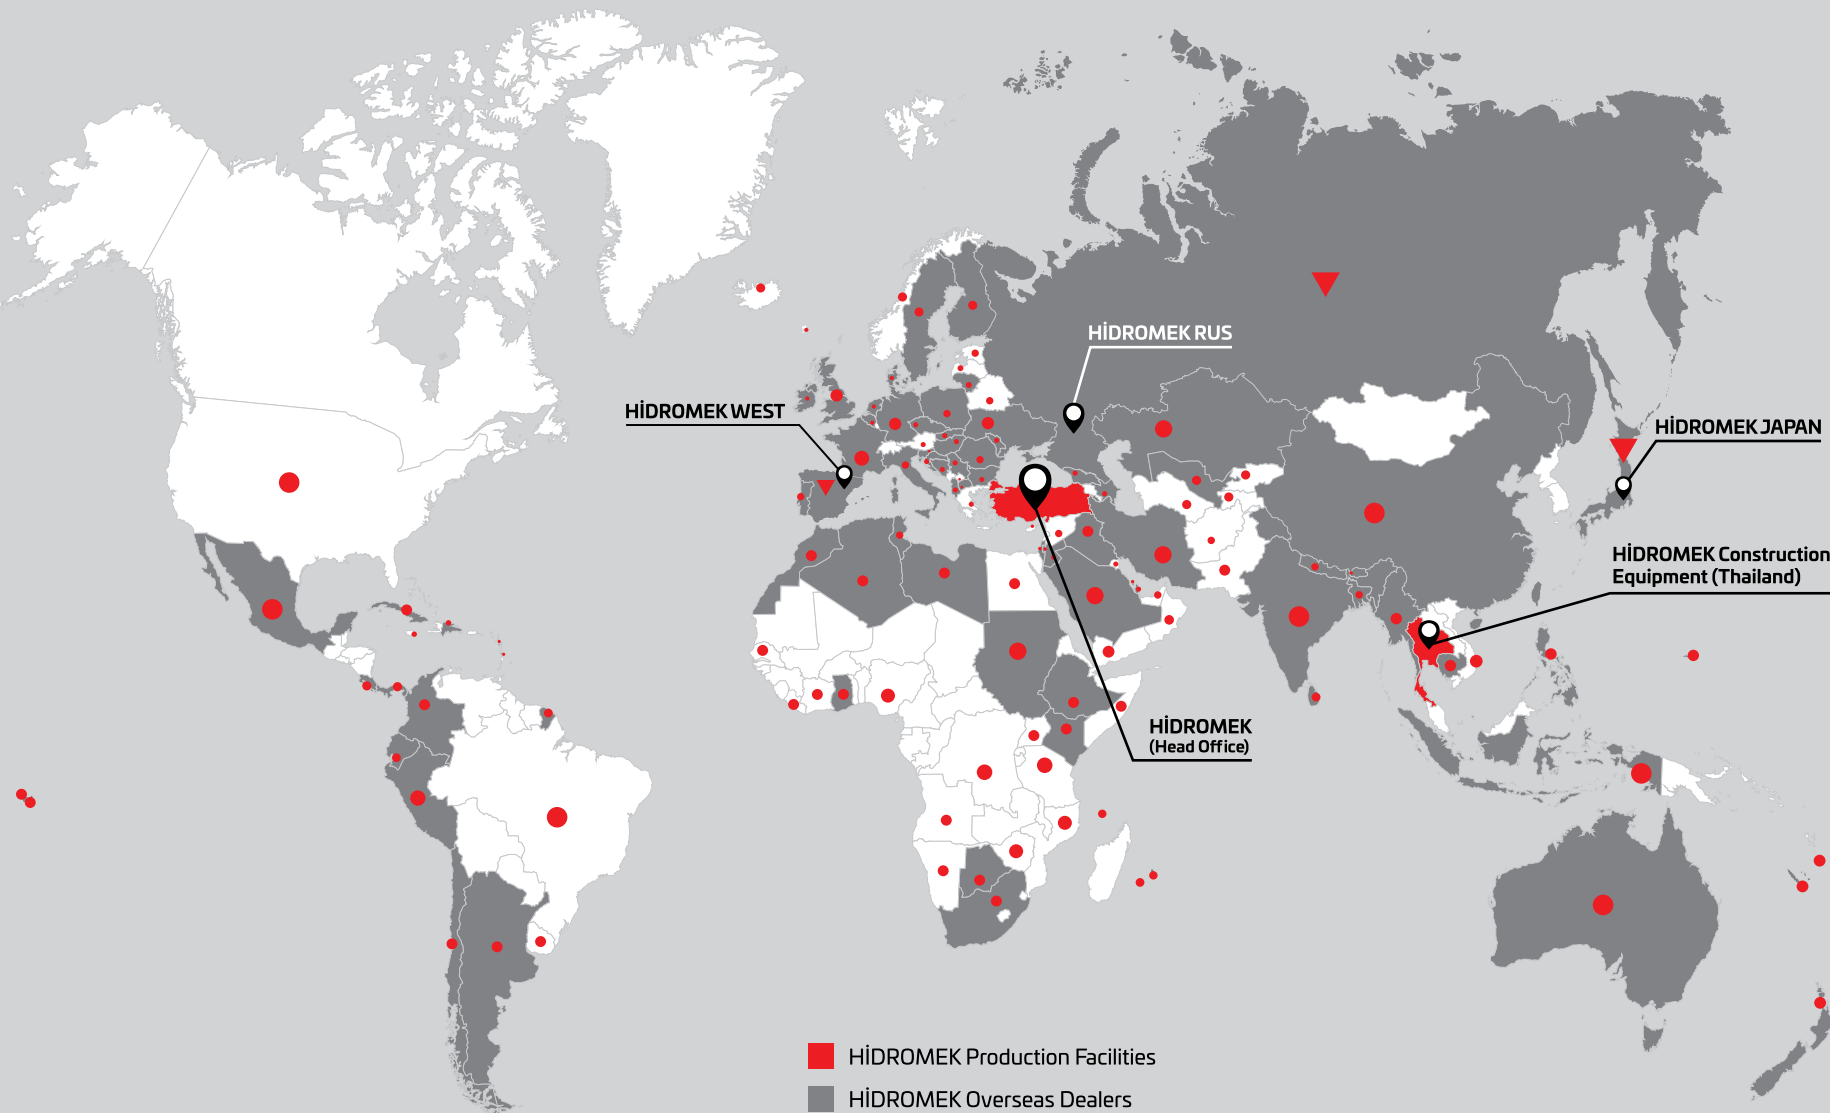 HİDROMEK RUS
HİDROMEK WEST
HİDROMEK JAPAN
HİDROMEK Construction
Equipment (Thailand)
HİDROMEK
(Head Office)
HİDROMEK Production Facilities
HİDROMEK Overseas Dealers